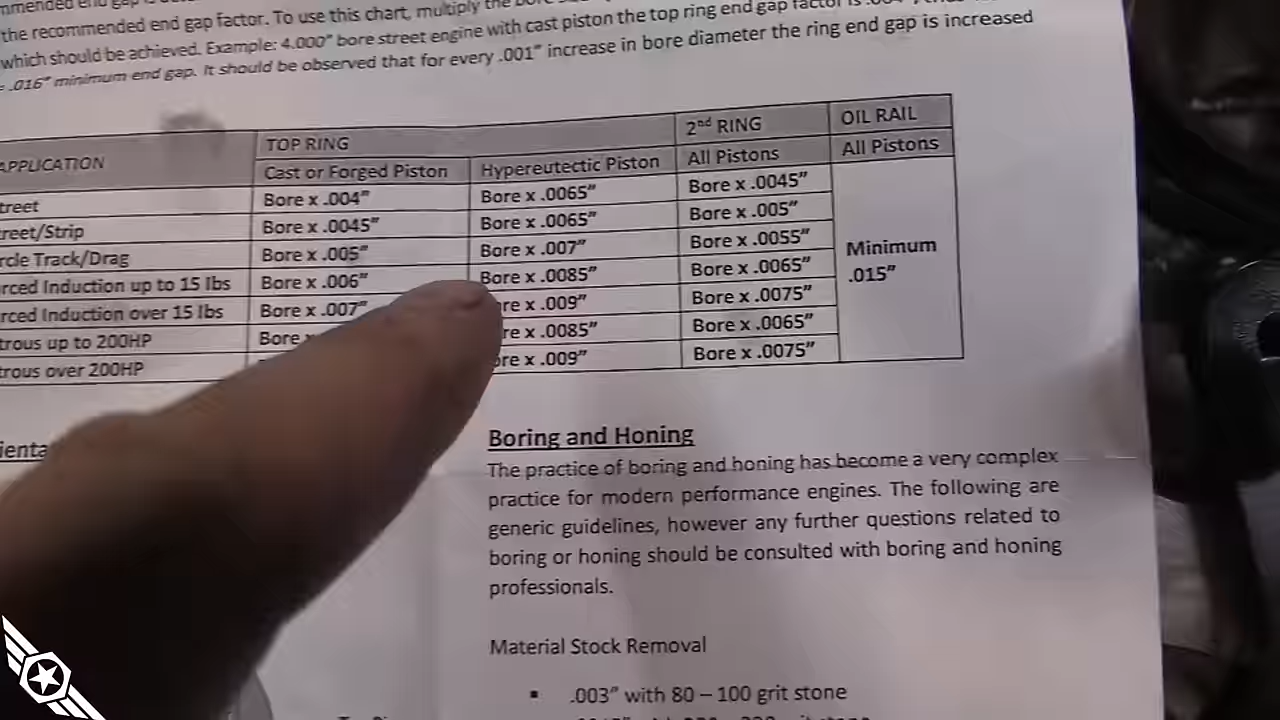 the recommended end gap factor. To use this chart, multiply the
which should be achieved. Example: 4.000" bore street engine with cast piston the top ring end gap factor is
= .016" minimum end gap. It should be observed that for every .001" increase in bore diameter the ring end gap is increased
APPLICATION TOP RING 2nd RING OIL RAIL
Cast or Forged Piston Hypereutectic Piston All Pistons All Pistons
treet Bore x .004" Bore x .0065" Bore x .0045"
reet/Strip Bore x .0045" Bore x .0065" Bore x .005"
rcle Track/Drag Bore x .005" Bore x .007" Bore x .0055"
rced Induction up to 15 lbs Bore x .006" Bore x .0085" Bore x .0065"
Minimum
.015"
rced Induction over 15 lbs Bore x .007" re x .009" Bore x .0075"
trous up to 200HP Bore re x .0085" Bore x .0065"
trous over 200HP ore x .009" Bore x .0075"
ienta
Boring and Honing
The practice of boring and honing has become a very complex
practice for modern performance engines. The following are
generic guidelines, however any further questions related to
boring or honing should be consulted with boring and honing
professionals.
Material Stock Removal
▪ .003" with 80 – 100 grit stone